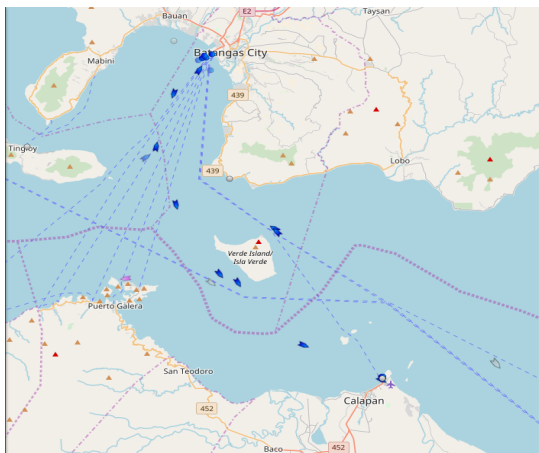 Bauan
E2
Taysan
Batangas City
Mabini
439
Tingloy
Lobo
439
Verde Island/
Isla Verde
Puerto Galera
San Teodoro
452
Calapan
Baco
452